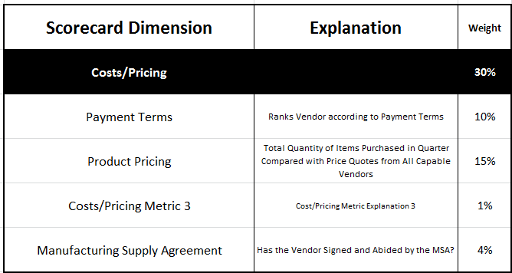 Scorecard Dimension Explanation Weight
Costs/Pricing 30%
Payment Terms Ranks Vendor according to Payment Terms 10%
Total Quantity of Items Purchased in Quarter
Product Pricing Compared with Price Quotes from All Capable 15%
Vendors
Costs/Pricing Metric 3 Cost/Pricing Metric Explanation 3 1%
Manufacturing Supply Agreement Has the Vendor Signed and Abided by the MSA? 4%